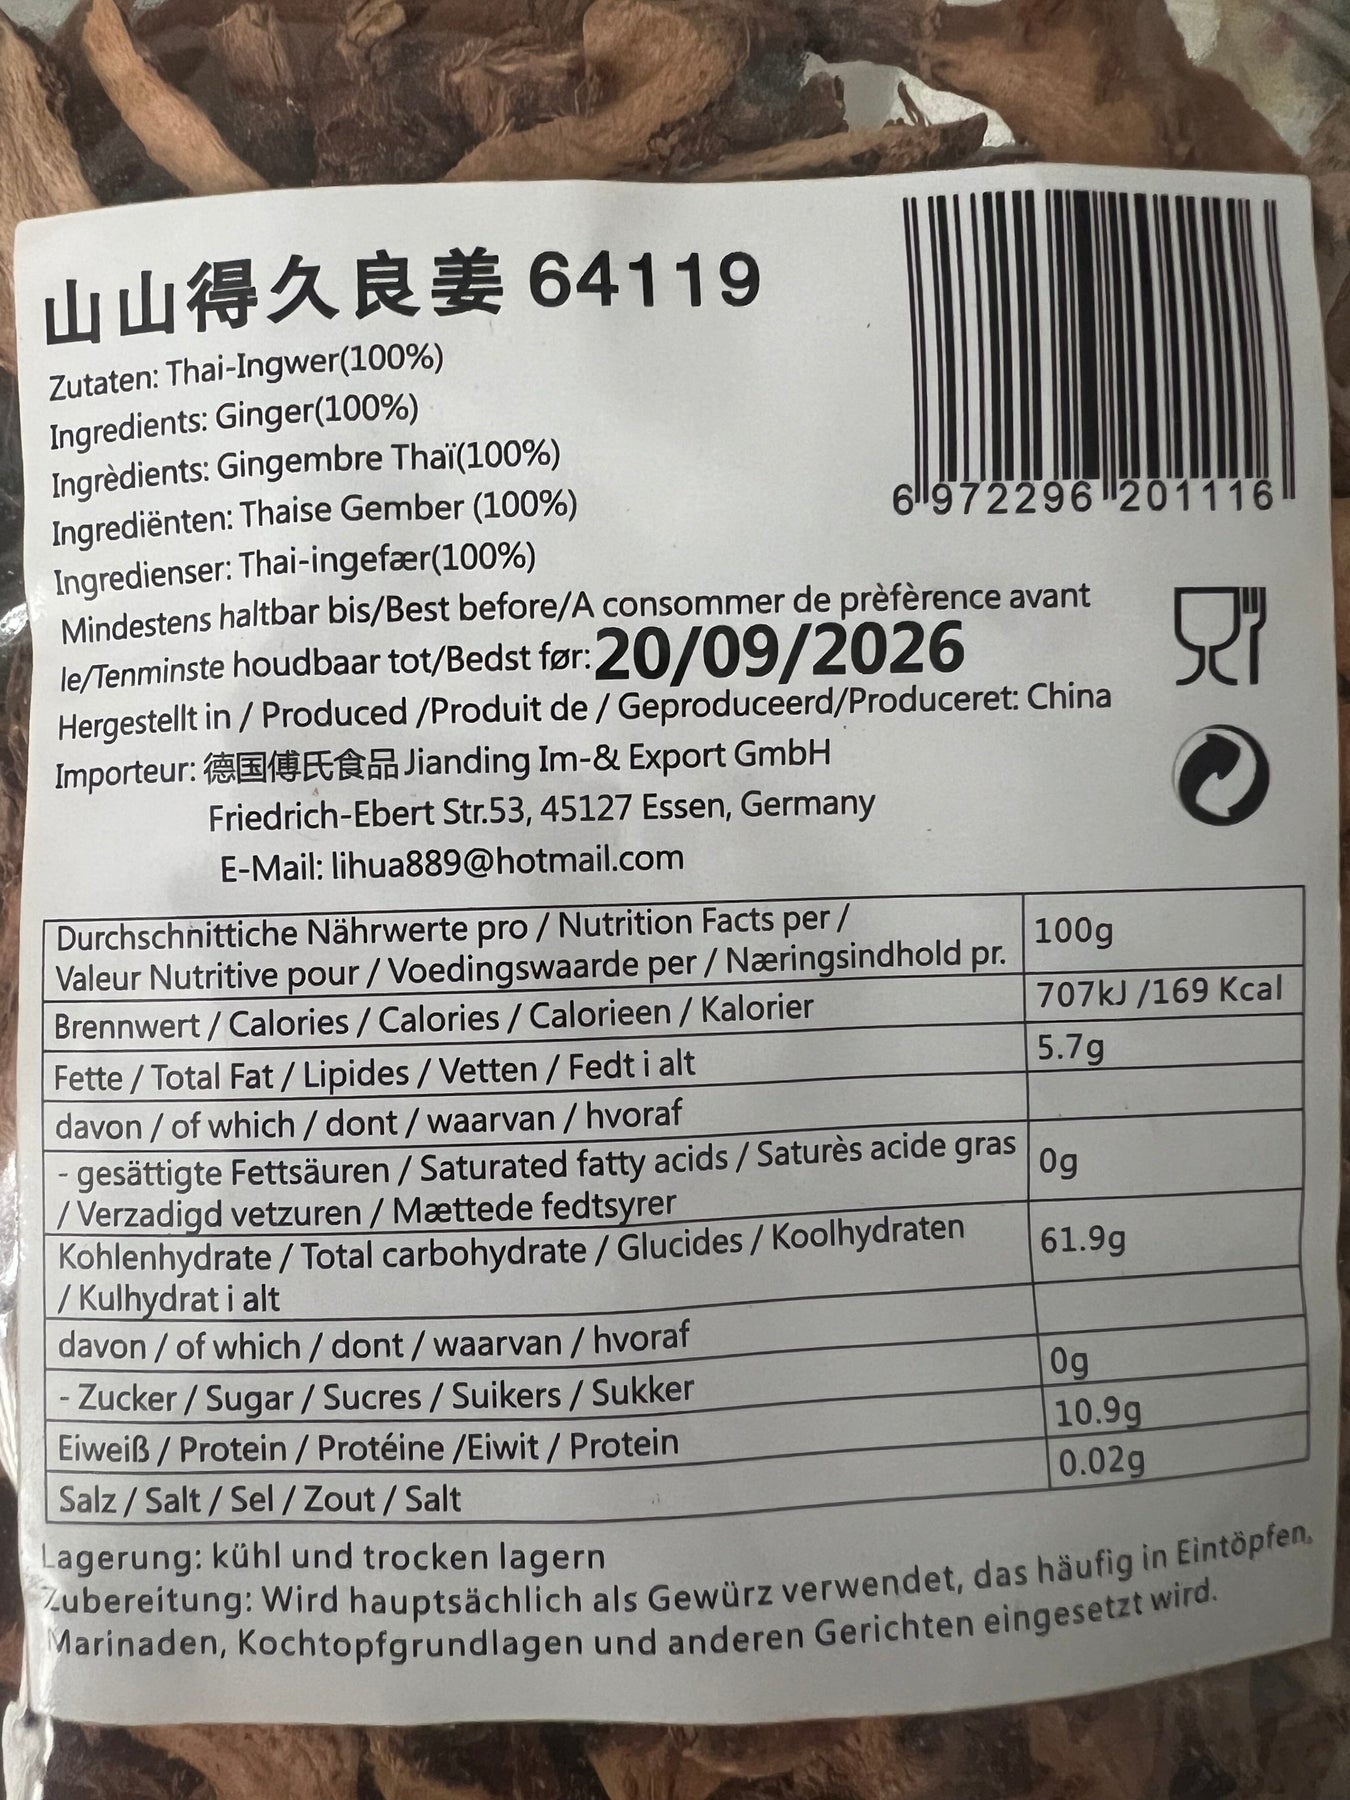 山山得久良姜 64119
Zutaten: Thai-Ingwer(100%)
Ingredients: Ginger(100%)
Ingrèdients: Gingembre Thaï(100%)
Ingrediënten: Thaise Gember (100%)
Ingredienser: Thai-ingefær(100%)
6 972296 201116
Mindestens haltbar bis/Best before/A consommer de prèfèrence avant
le/Tenminste houdbaar tot/Bedst før: 20/09/2026
Hergestellt in / Produced /Produit de / Geproduceerd/Produceret: China
Importeur: 德国傅氏食品 Jianding Im-& Export GmbH
Friedrich-Ebert Str.53, 45127 Essen, Germany
E-Mail: lihua889@hotmail.com
Durchschnittiche Nährwerte pro / Nutrition Facts per /
Valeur Nutritive pour / Voedingswaarde per / Næringsindhold pr. 100g
Brennwert / Calories / Calories / Calorieen / Kalorier 707kJ /169 Kcal
Fette / Total Fat / Lipides / Vetten / Fedt i alt 5.7g
davon / of which / dont / waarvan / hvoraf
- gesättigte Fettsäuren / Saturated fatty acids / Saturès acide gras 0g
/ Verzadigd vetzuren / Mættede fedtsyrer
Kohlenhydrate / Total carbohydrate / Glucides / Koolhydraten 61.9g
/ Kulhydrat i alt
davon / of which / dont / waarvan / hvoraf
- Zucker / Sugar / Sucres / Suikers / Sukker 0g
Eiweiß / Protein / Protéine /Eiwit / Protein 10.9g
Salz / Salt / Sel / Zout / Salt 0.02g
Lagerung: kühl und trocken lagern
Zubereitung: Wird hauptsächlich als Gewürz verwendet, das häufig in Eintöpfen,
Marinaden, Kochtopfgrundlagen und anderen Gerichten eingesetzt wird.